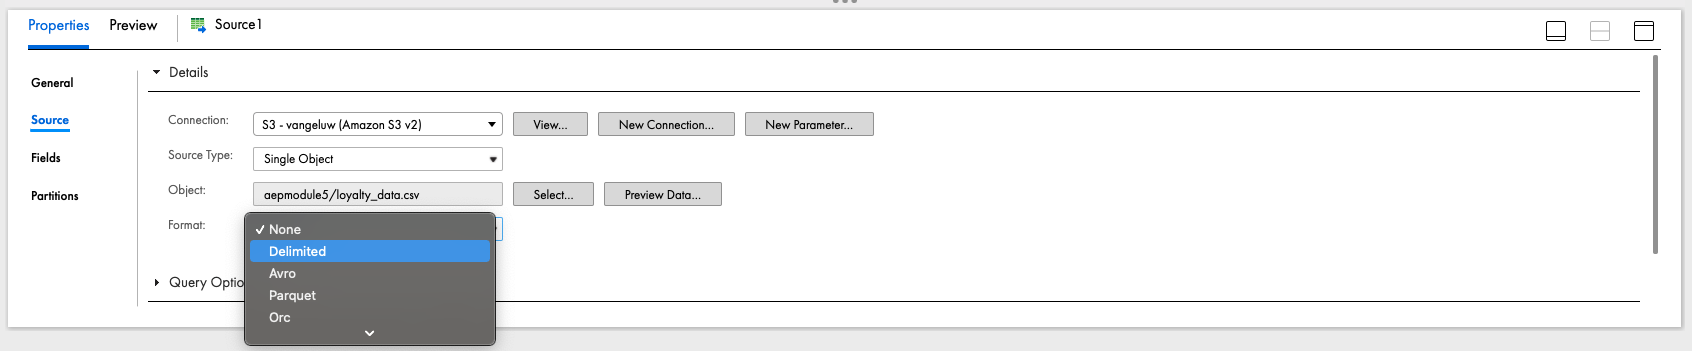 Properties Preview Source1
General
Source
Fields
Partitions
Details
Connection: S3 - vangeluw (Amazon S3 v2) View... New Connection... New Parameter...
Source Type: Single Object
Object: aepmodule5/loyalty_data.csv Select... Preview Data...
Format:
✓ None
Delimited
Avro
Parquet
Orc
Query Optio